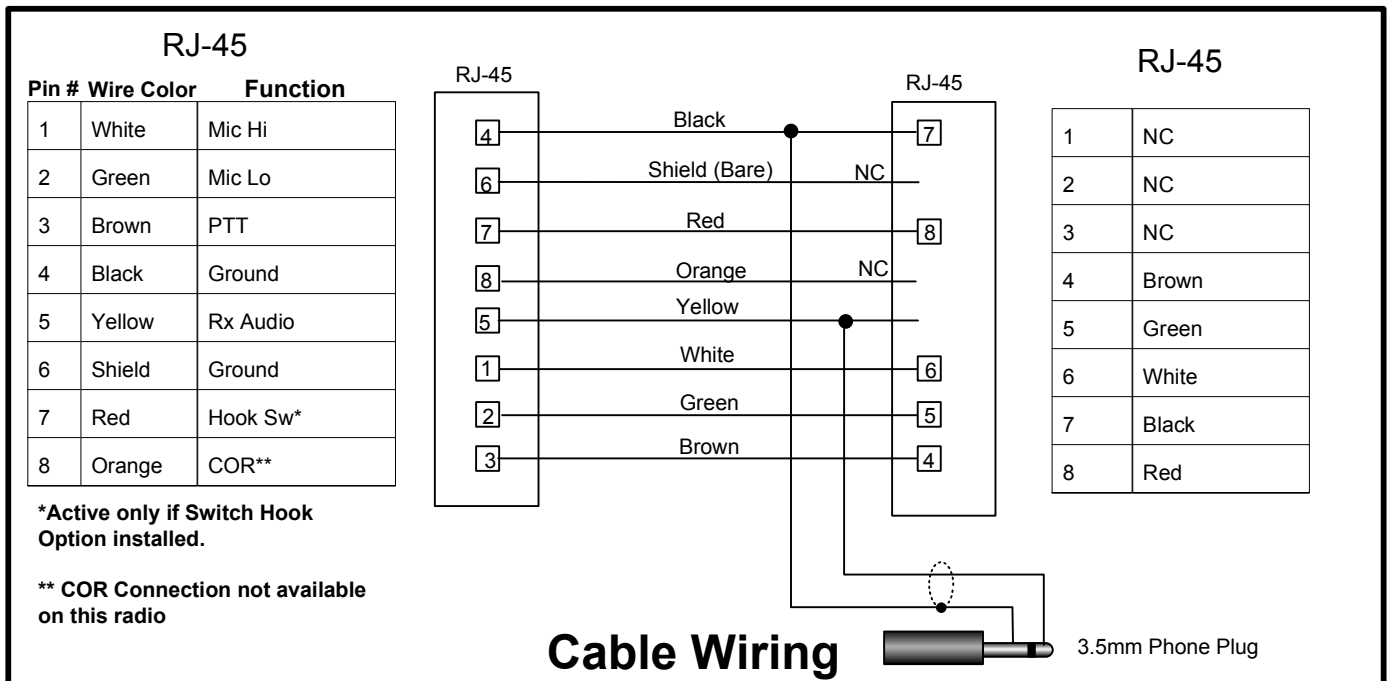 RJ-45
Pin # Wire Color Function
1 White Mic Hi
2 Green Mic Lo
3 Brown PTT
4 Black Ground
5 Yellow Rx Audio
6 Shield Ground
7 Red Hook Sw*
8 Orange COR**
*Active only if Switch Hook
Option installed.
** COR Connection not available
on this radio
RJ-45
RJ-45
4 Black 7
6 Shield (Bare) NC
7 Red 8
8 Orange NC
5 Yellow
1 White 6
2 Green 5
3 Brown 4
RJ-45
1 NC
2 NC
3 NC
4 Brown
5 Green
6 White
7 Black
8 Red
Cable Wiring
3.5mm Phone Plug